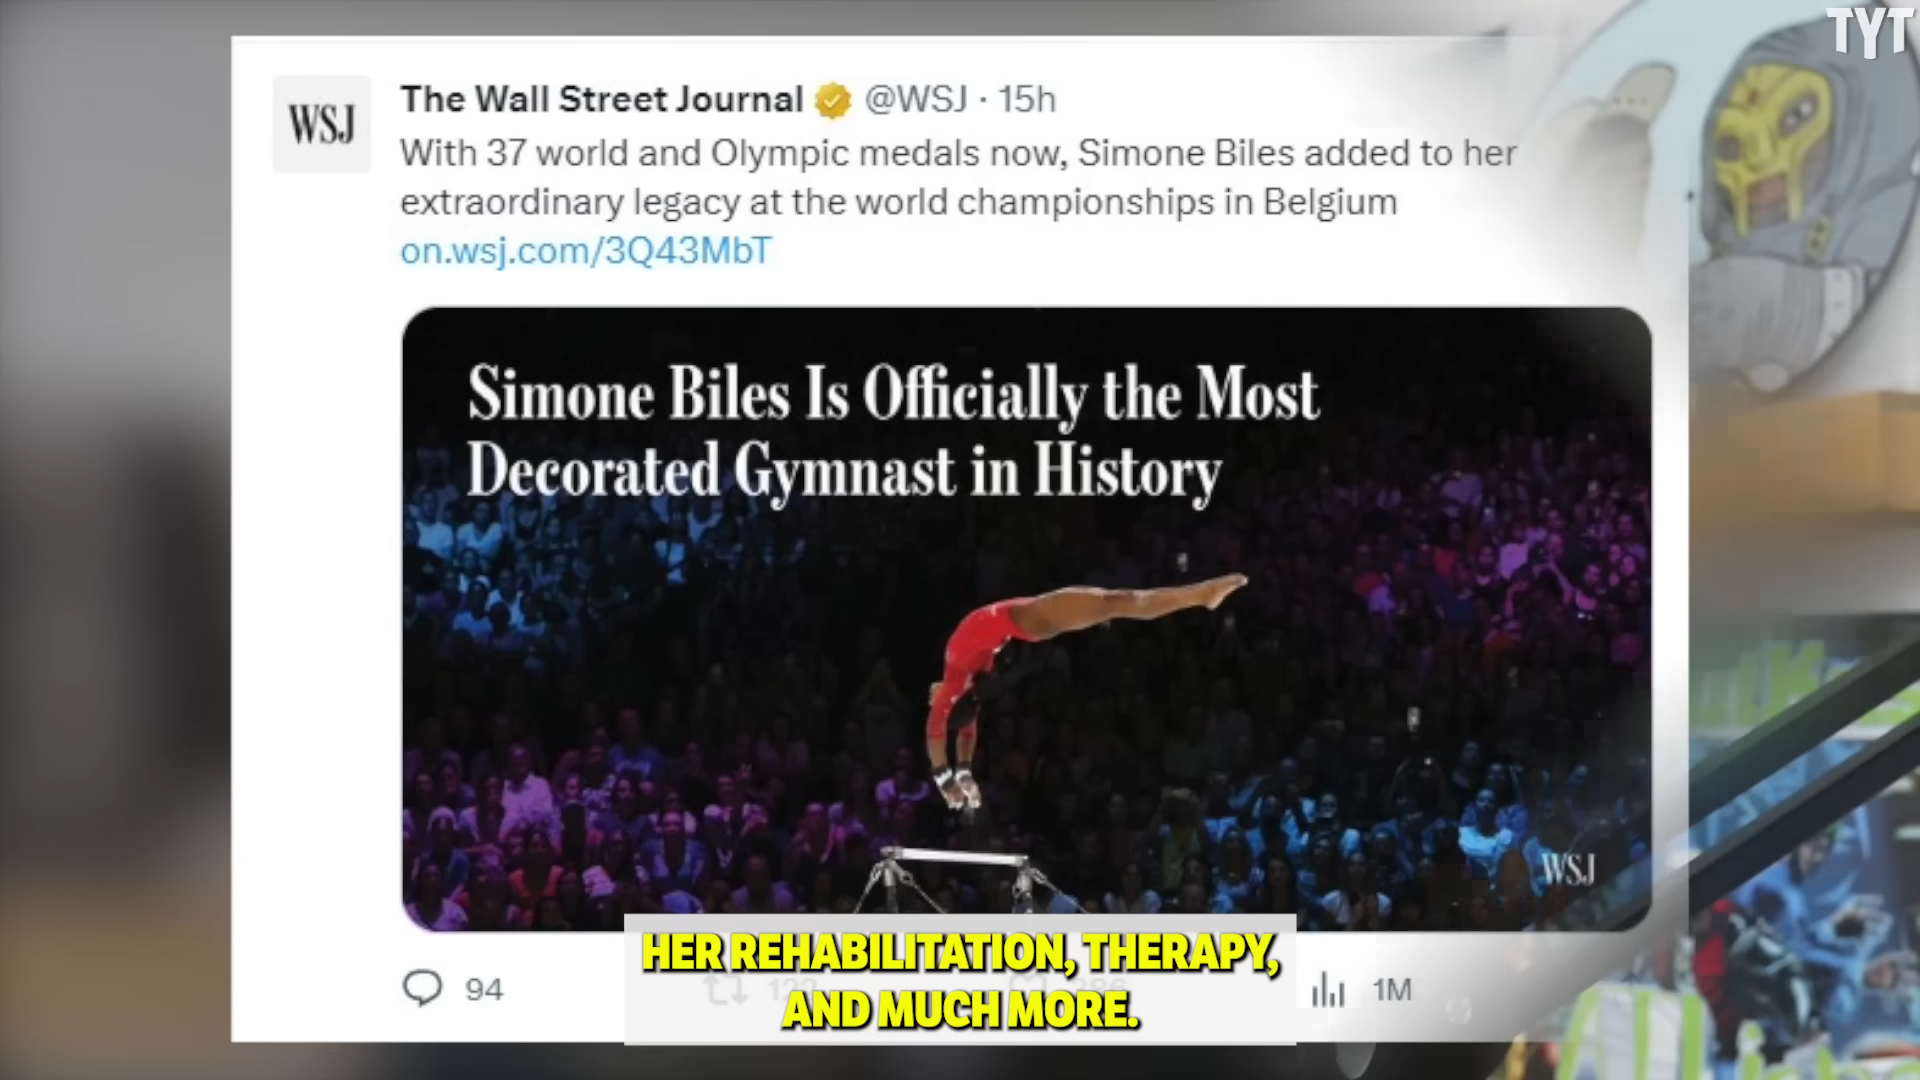 TYT
WSJ
The Wall Street Journal @WSJ · 15h
With 37 world and Olympic medals now, Simone Biles added to her
extraordinary legacy at the world championships in Belgium
on.wsj.com/3Q43MbT
Simone Biles Is Officially the Most
Decorated Gymnast in History
WSJ
HER REHABILITATION, THERAPY,
AND MUCH MORE.
94 1M